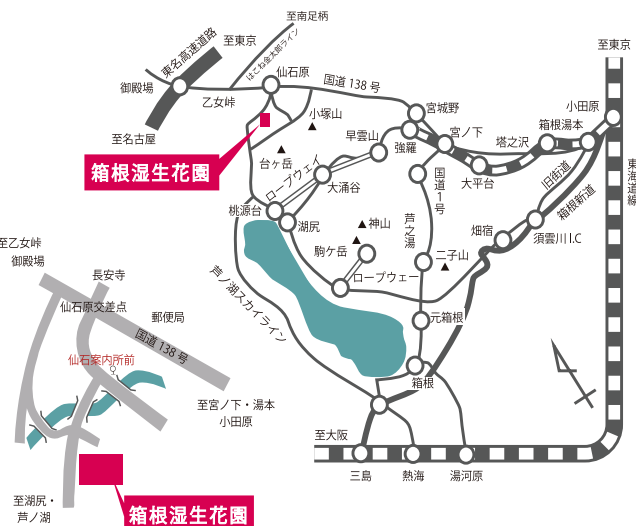 至南足柄
至東京
東名高速道路
はこね金太郎ライン
御殿場
仙石原
国道138号
乙女峠
至名古屋
小塚山
箱根湿生花園
台ヶ岳
早雲山
強羅
宮城野
宮ノ下
塔之沢
箱根湯本
小田原
至東京
ロープウェイ
大涌谷
国道1号
大平台
旧街道
箱根新道
東海道線
桃源台
湖尻
神山
芦之湯
畑宿
須雲川I.C
駒ケ岳
二子山
ロープウェー
芦ノ湖スカイライン
元箱根
箱根
至大阪
三島
熱海
湯河原
至乙女峠
御殿場
長安寺
仙石原交差点
郵便局
国道138号
仙石案内所前
至宮ノ下・湯本
小田原
至湖尻・
芦ノ湖
箱根湿生花園